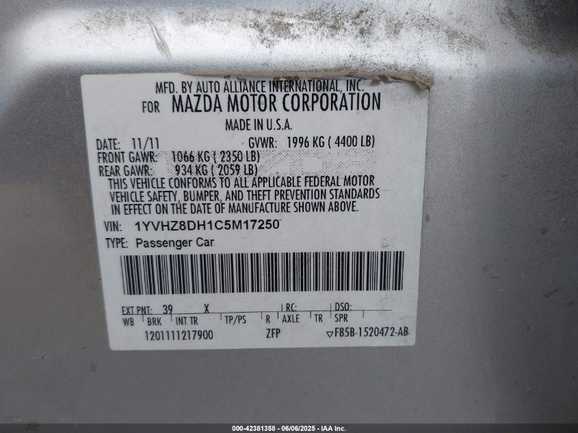 MFD. BY AUTO ALLIANCE INTERNATIONAL, INC.
FOR MAZDA MOTOR CORPORATION
MADE IN U.S.A.
DATE: 11/11 GVWR: 1996 KG ( 4400 LB)
FRONT GAWR: 1066 KG ( 2350 LB)
REAR GAWR: 934 KG ( 2059 LB)
THIS VEHICLE CONFORMS TO ALL APPLICABLE FEDERAL MOTOR
VEHICLE SAFETY, BUMPER, AND THEFT PREVENTION STANDARDS
IN EFFECT ON THE DATE OF MANUFACTURE SHOWN ABOVE.
VIN: 1YVHZ8DH1C5M17250
TYPE: Passenger Car
EXT PNT: 39 X RC: DSO:
WB BRK INT TR TP/PS R AXLE TR SPR
1201111217900 ZFP ▽F85B-1520472-AB
000-42381358 - 06/06/2025 - IAA Inc.